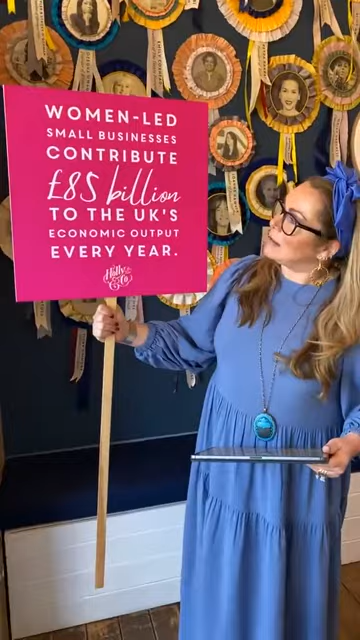 WOMEN-LED
SMALL BUSINESSES
CONTRIBUTE
£85 billion
TO THE UK'S
ECONOMIC OUTPUT
EVERY YEAR.
Holly
& Co